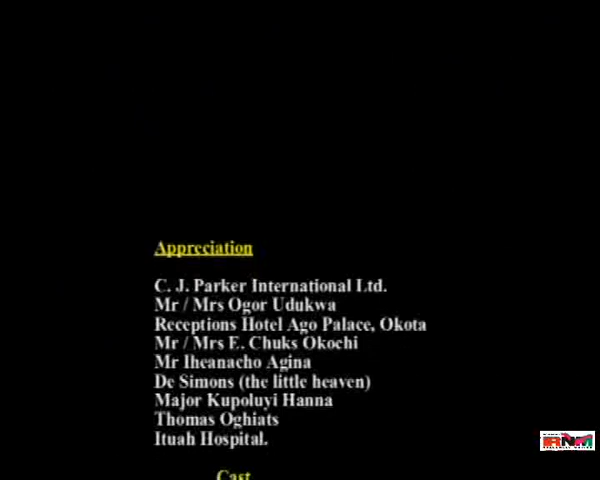 Appreciation
C. J. Parker International Ltd.
Mr / Mrs Ogor Udukwa
Receptions Hotel Ago Palace, Okota
Mr / Mrs E. Chuks Okochi
Mr Iheanacho Agina
De Simons (the little heaven)
Major Kupoluyi Hanna
Thomas Oghiats
Ituah Hospital.
Cast
RNM